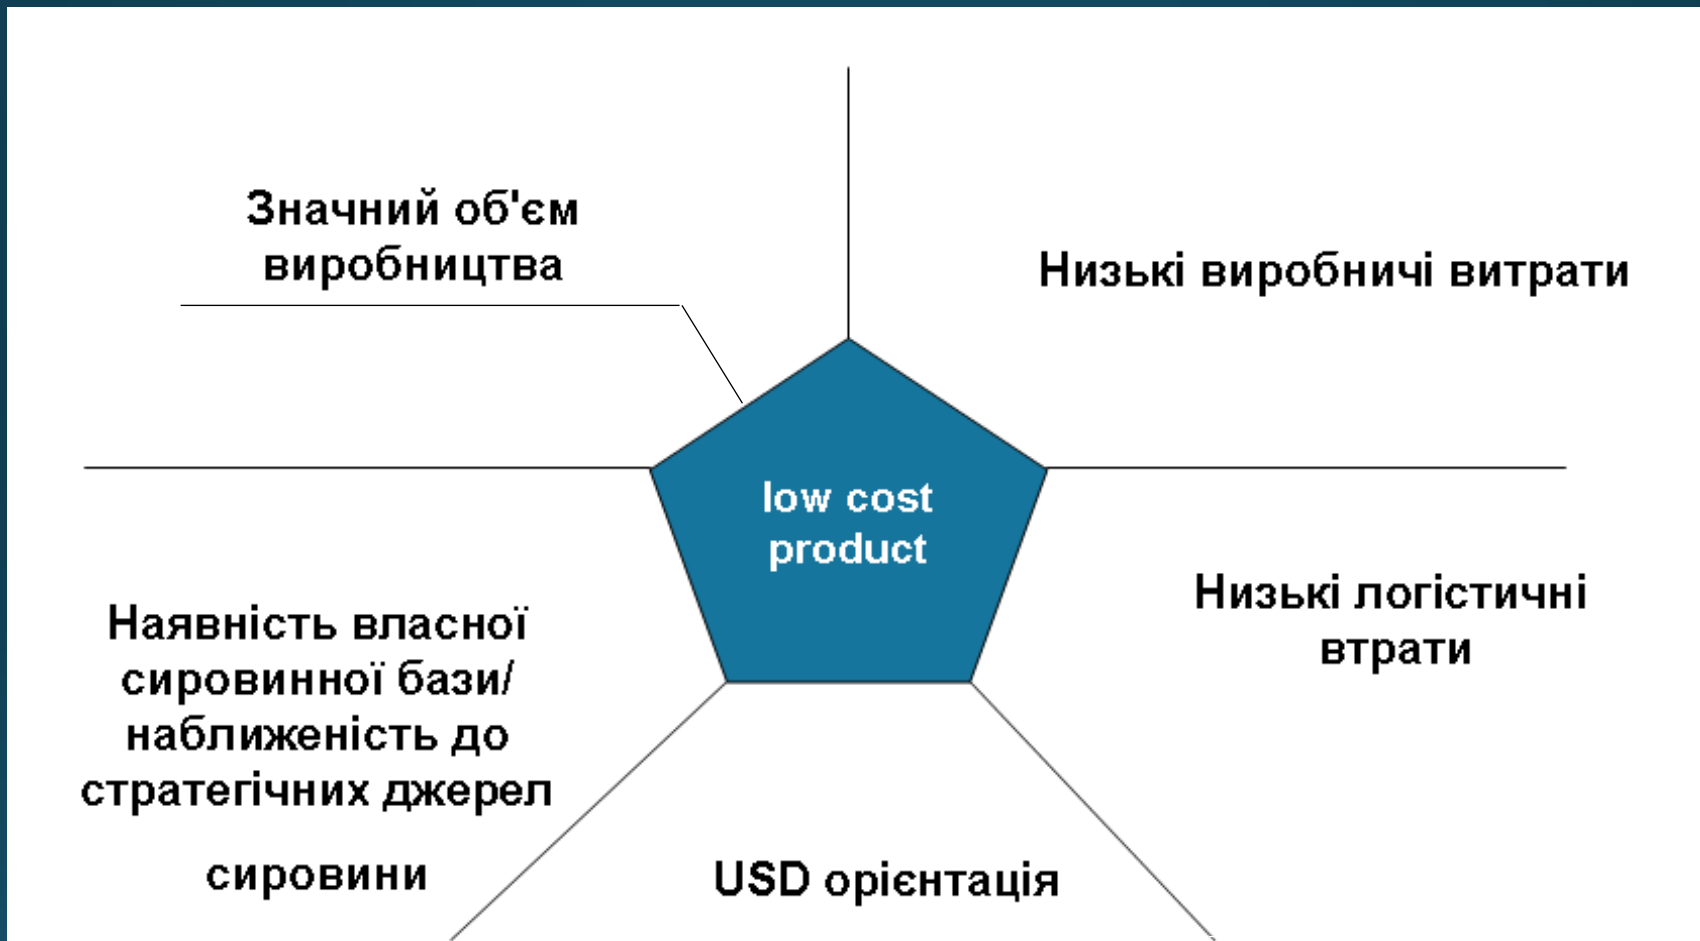 Значний об'єм
виробництва
Низькі виробничі витрати
low cost
product
Низькі логістичні
втрати
Наявність власної
сировинної бази/
наближеність до
стратегічних джерел
сировини
USD орієнтація